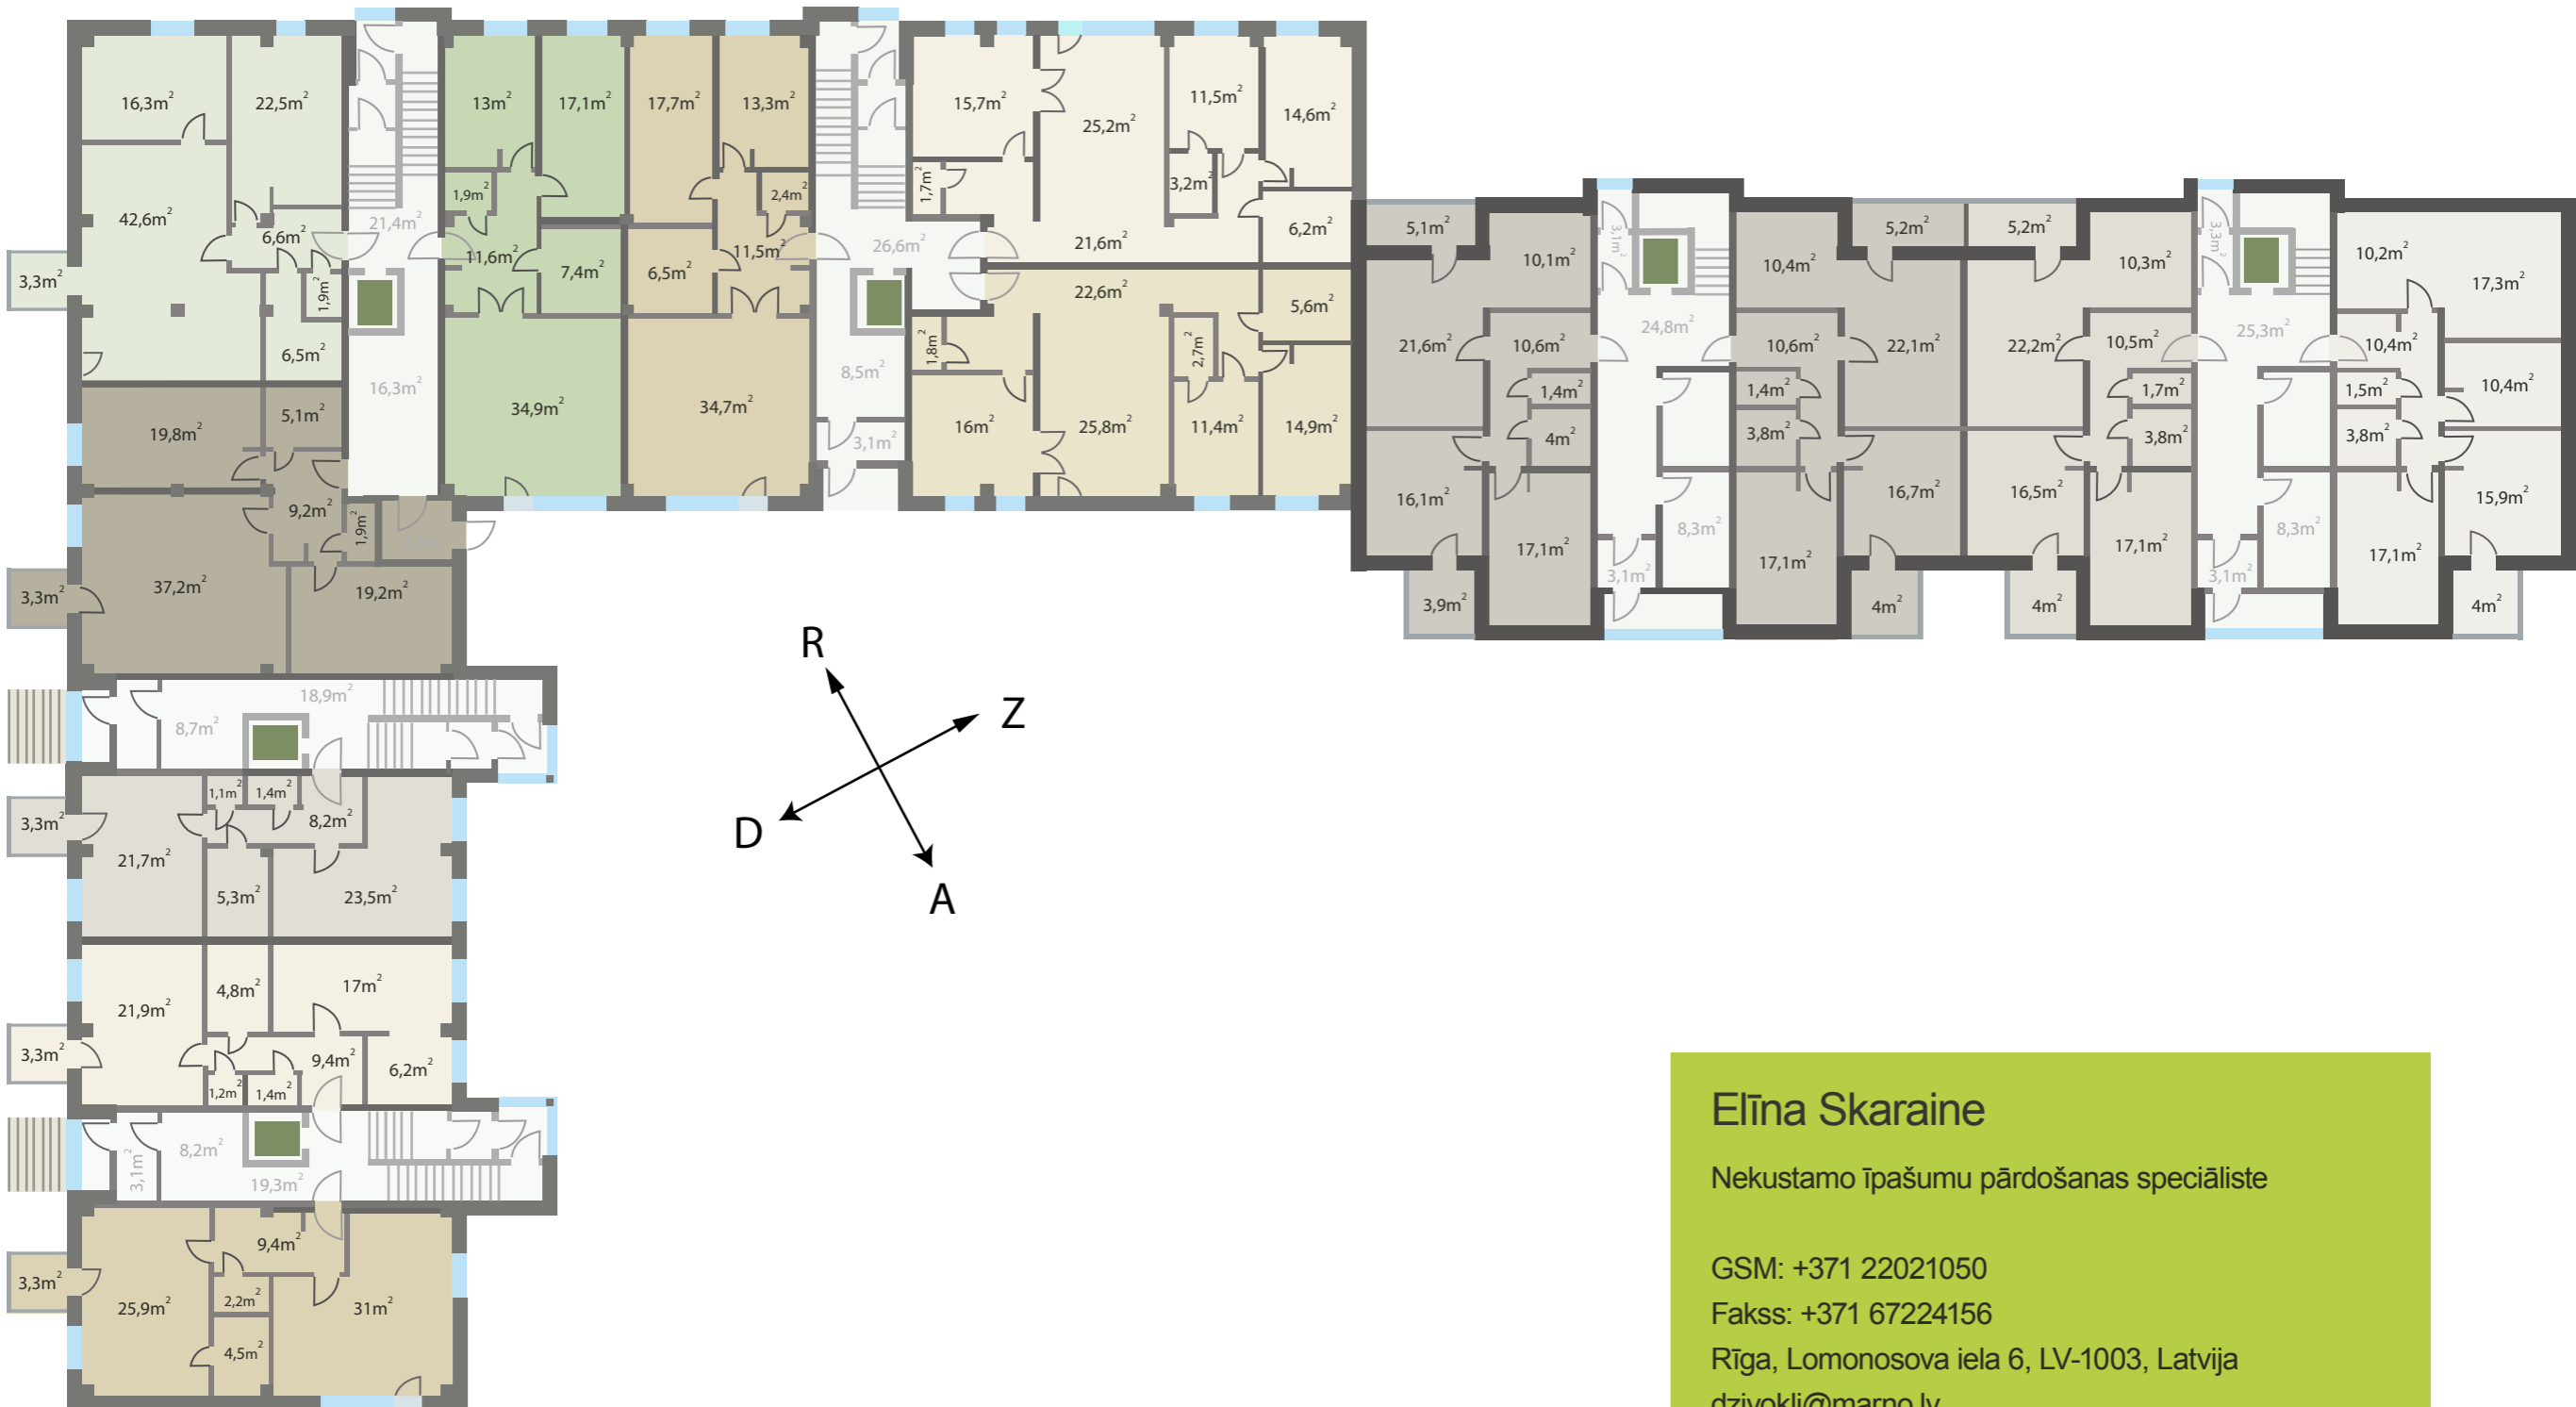 16,3m²
22,5m²
42,6m²
6,6m²
1,9m²
6,5m²
3,3m²
21,4m²
16,3m²
13m²
17,1m²
1,9m²
11,6m²
7,4m²
34,9m²
17,7m²
13,3m²
2,4m²
6,5m²
11,5m²
34,7m²
26,6m²
8,5m²
3,1m²
15,7m²
25,2m²
11,5m²
14,6m²
1,7m²
3,2m²
6,2m²
21,6m²
22,6m²
5,6m²
1,8m²
2,7m²
16m²
25,8m²
11,4m²
14,9m²
5,1m²
10,1m²
21,6m²
10,6m²
1,4m²
4m²
16,1m²
17,1m²
3,9m²
3,1m²
24,8m²
8,3m²
3,1m²
10,4m²
5,2m²
10,6m²
22,1m²
1,4m²
3,8m²
16,7m²
17,1m²
4m²
5,2m²
10,3m²
22,2m²
10,5m²
1,7m²
3,8m²
16,5m²
17,1m²
4m²
3,3m²
25,3m²
8,3m²
3,1m²
10,2m²
17,3m²
10,4m²
1,5m²
10,4m²
3,8m²
15,9m²
17,1m²
4m²
19,8m²
5,1m²
9,2m²
1,9m²
37,2m²
19,2m²
3,3m²
18,9m²
8,7m²
1,1m²
1,4m²
8,2m²
3,3m²
21,7m²
5,3m²
23,5m²
21,9m²
4,8m²
17m²
3,3m²
9,4m²
6,2m²
1,2m²
1,4m²
8,2m²
3,1m²
19,3m²
9,4m²
3,3m²
25,9m²
2,2m²
31m²
4,5m²
R
Z
D
A
Elīna Skaraine
Nekustamo īpašumu pārdošanas speciāliste
GSM: +371 22021050
Fakss: +371 67224156
Rīga, Lomonosova iela 6, LV-1003, Latvija
dzivokli@marno.lv